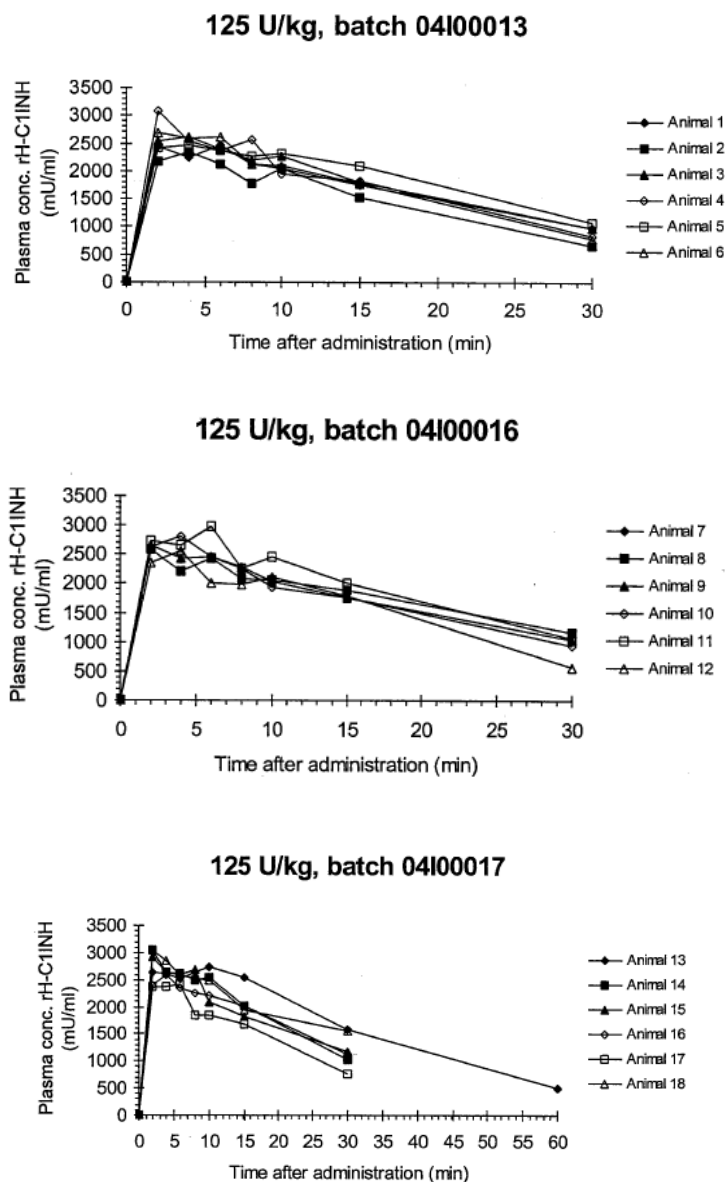 125 U/kg, batch 04I00013
Plasma conc. rH-C1INH
(mU/ml)
3500
3000
2500
2000
1500
1000
500
0
0 5 10 15 20 25 30
Time after administration (min)
Animal 1
Animal 2
Animal 3
Animal 4
Animal 5
Animal 6
125 U/kg, batch 04I00016
Plasma conc. rH-C1INH
(mU/ml)
3500
3000
2500
2000
1500
1000
500
0
0 5 10 15 20 25 30
Time after administration (min)
Animal 7
Animal 8
Animal 9
Animal 10
Animal 11
Animal 12
125 U/kg, batch 04I00017
Plasma conc. rH-C1INH
(mU/ml)
3500
3000
2500
2000
1500
1000
500
0
0 5 10 15 20 25 30 35 40 45 50 55 60
Time after administration (min)
Animal 13
Animal 14
Animal 15
Animal 16
Animal 17
Animal 18